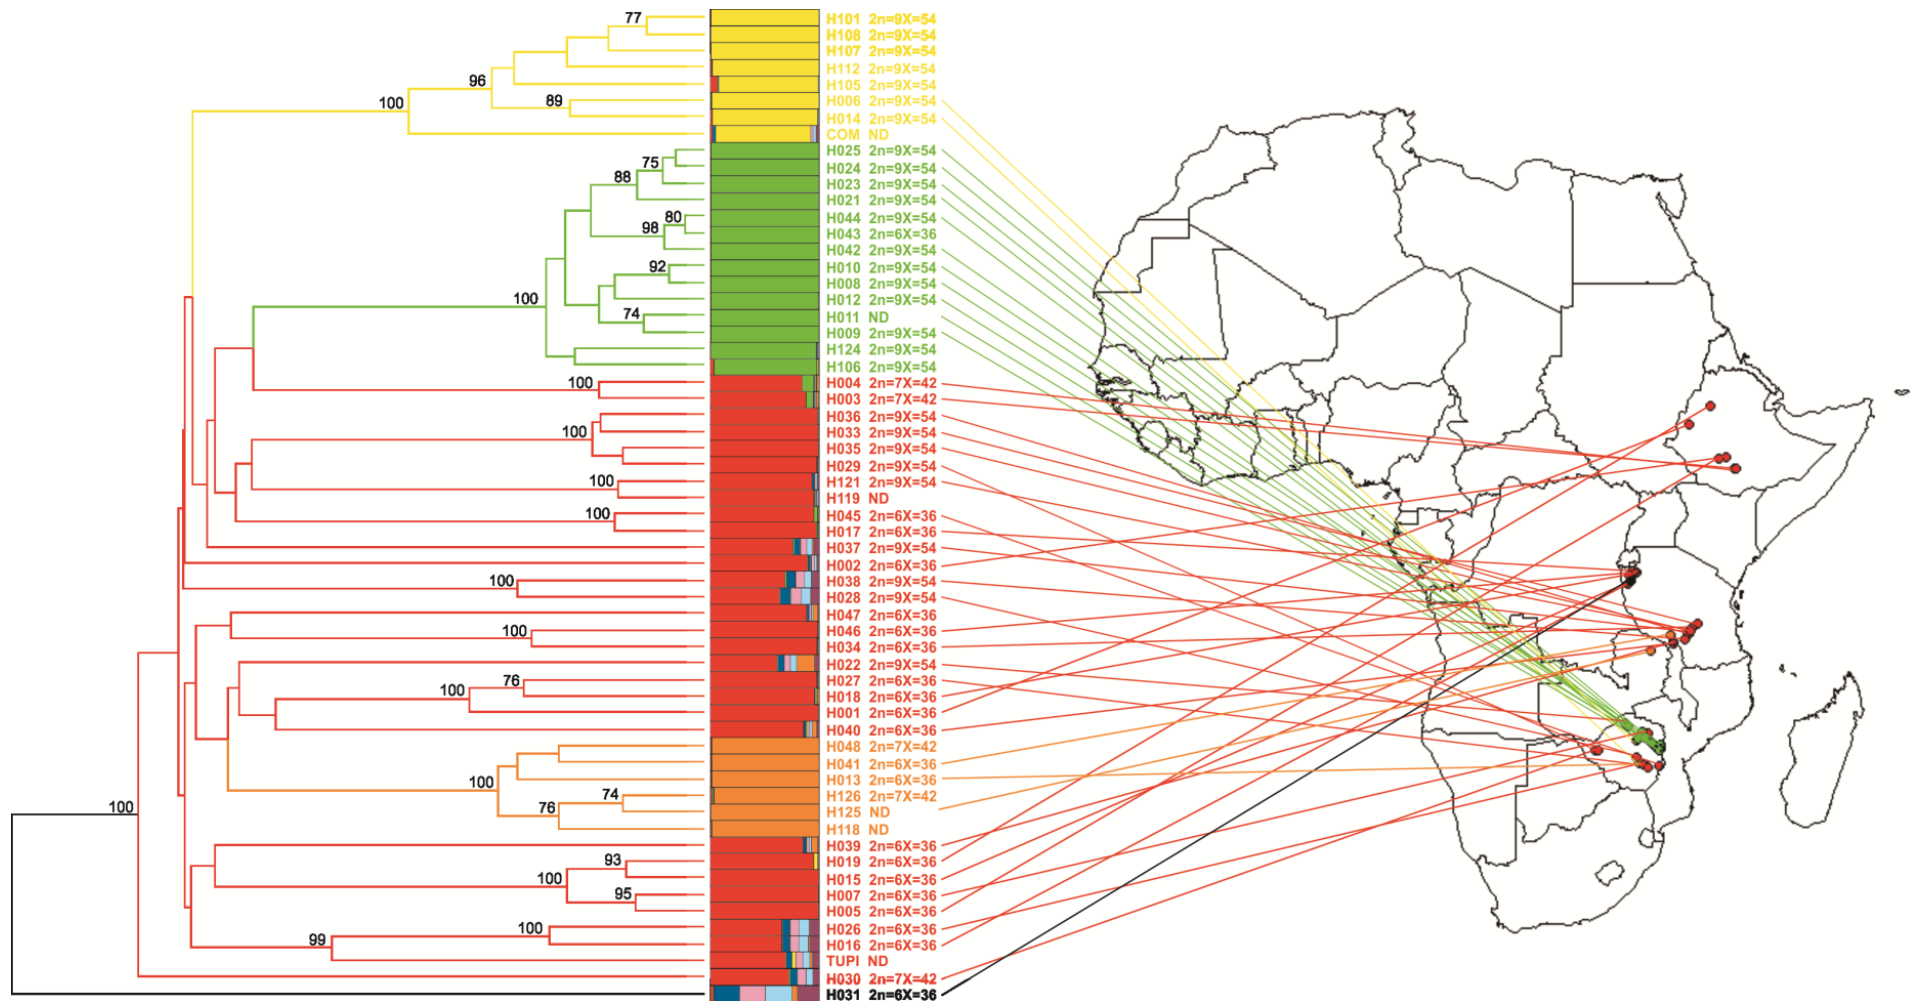 77
H101 2n=9X=54
H108 2n=9X=54
H107 2n=9X=54
H112 2n=9X=54
96
H105 2n=9X=54
100
89
H006 2n=9X=54
H014 2n=9X=54
COM ND
H025 2n=9X=54
75
H024 2n=9X=54
88
H023 2n=9X=54
H021 2n=9X=54
80
H044 2n=9X=54
98
H043 2n=6X=36
H042 2n=9X=54
92
H010 2n=9X=54
H008 2n=9X=54
100
H012 2n=9X=54
74
H011 ND
H009 2n=9X=54
H124 2n=9X=54
H106 2n=9X=54
100
H004 2n=7X=42
H003 2n=7X=42
H036 2n=9X=54
100
H033 2n=9X=54
H035 2n=9X=54
H029 2n=9X=54
100
H121 2n=9X=54
H119 ND
100
H045 2n=6X=36
H017 2n=6X=36
H037 2n=9X=54
H002 2n=6X=36
100
H038 2n=9X=54
H028 2n=9X=54
H047 2n=6X=36
100
H046 2n=6X=36
H034 2n=6X=36
H022 2n=9X=54
76
H027 2n=6X=36
100
H018 2n=6X=36
H001 2n=6X=36
H040 2n=6X=36
H048 2n=7X=42
H041 2n=6X=36
100
H013 2n=6X=36
74
H126 2n=7X=42
100
76
H125 ND
H118 ND
H039 2n=6X=36
93
H019 2n=6X=36
100
H015 2n=6X=36
95
H007 2n=6X=36
H005 2n=6X=36
100
H026 2n=6X=36
99
H016 2n=6X=36
TUPI ND
H030 2n=7X=42
H031 2n=6X=36